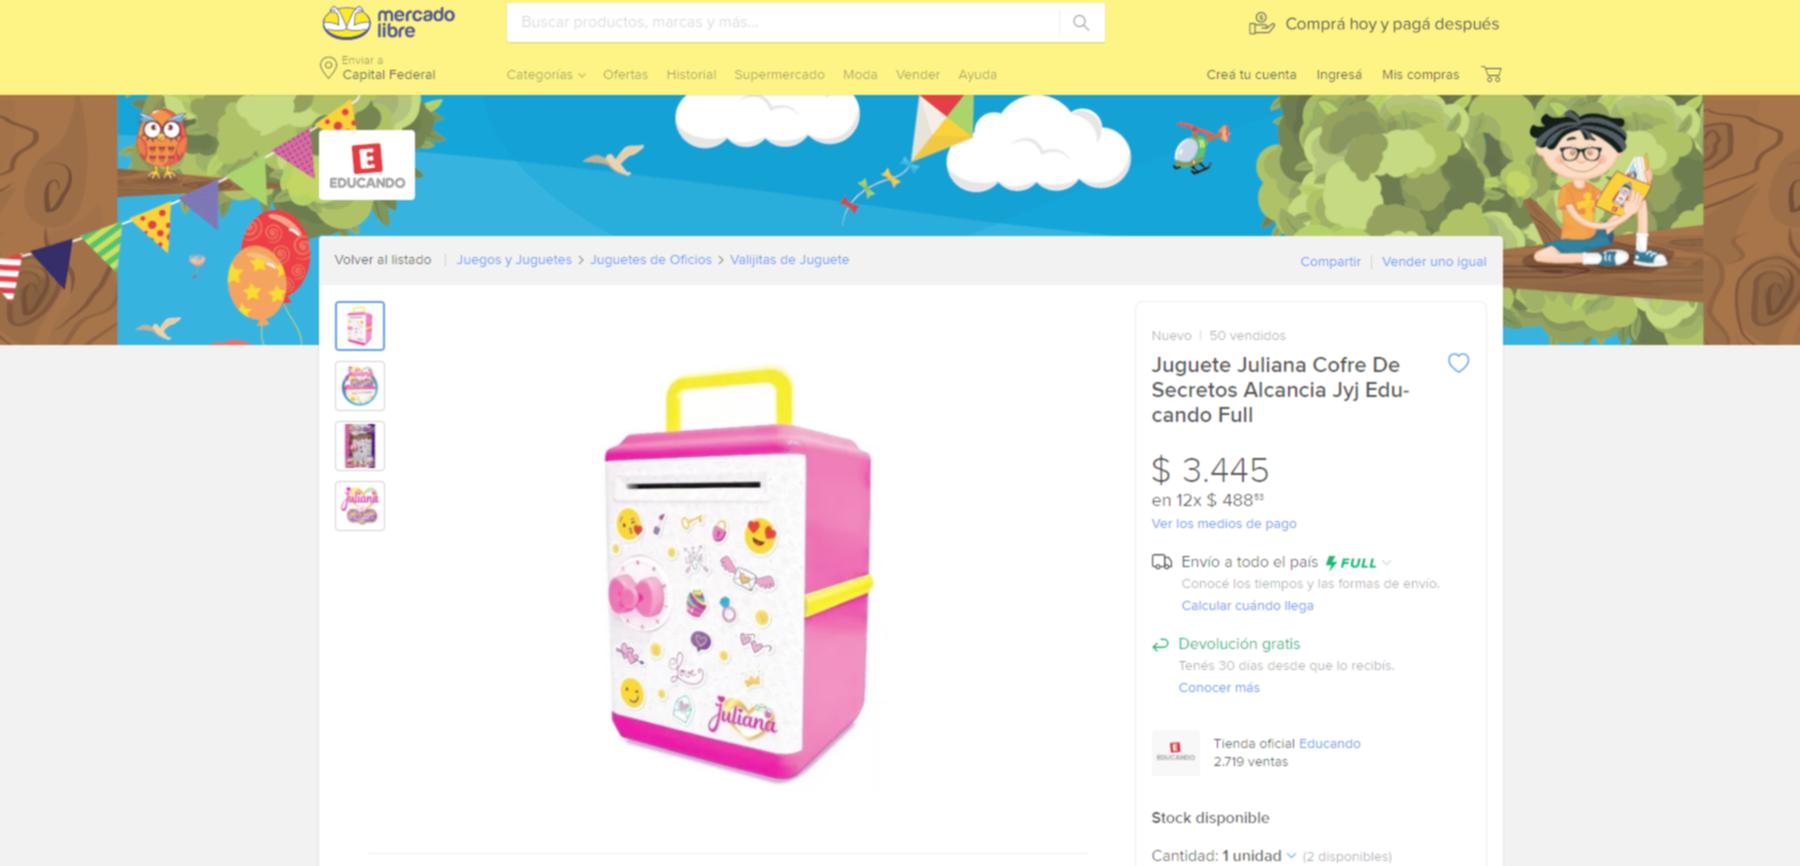 mercado
libre
Buscar productos, marcas y más...
Comprá hoy y pagá después
Enviar a
Capital Federal
Categorías
Ofertas
Historial
Supermercado
Moda
Vender
Ayuda
Creá tu cuenta
Ingresá
Mis compras
E
EDUCANDO
Volver al listado
Juegos y Juguetes > Juguetes de Oficios > Valijitas de Juguete
Compartir
Vender uno igual
Nuevo | 50 vendidos
Juguete Juliana Cofre De
Secretos Alcancia Jyj Edu-
cando Full
$ 3.445
en 12x $ 488⁵³
Ver los medios de pago
Envío a todo el país FULL
Conocé los tiempos y las formas de envío.
Calcular cuándo llega
Devolución gratis
Tenés 30 días desde que lo recibís.
Conocer más
E
EDUCANDO
Tienda oficial Educando
2.719 ventas
Stock disponible
Cantidad: 1 unidad (2 disponibles)
Love
Juliana
Juliana